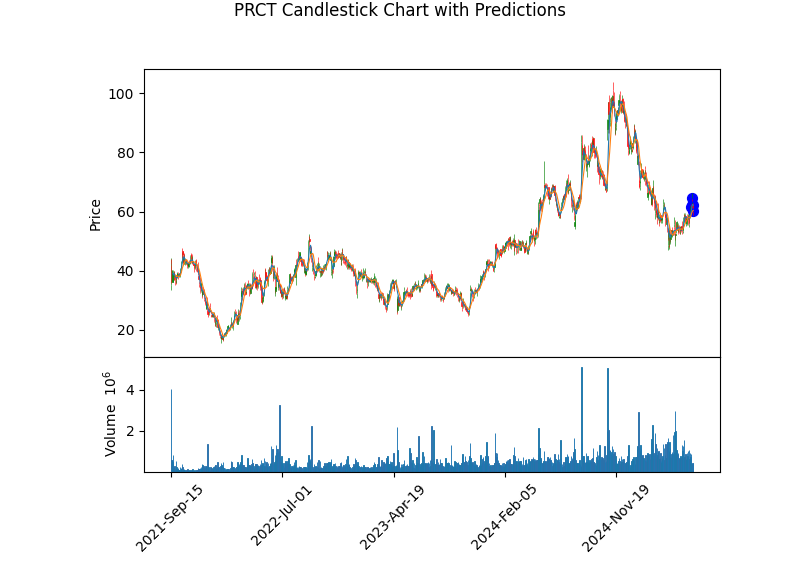 PRCT Candlestick Chart with Predictions
100
80
60
40
20
Price
4
2
Volume 10^6
2021-Sep-15
2022-Jul-01
2023-Apr-19
2024-Feb-05
2024-Nov-19